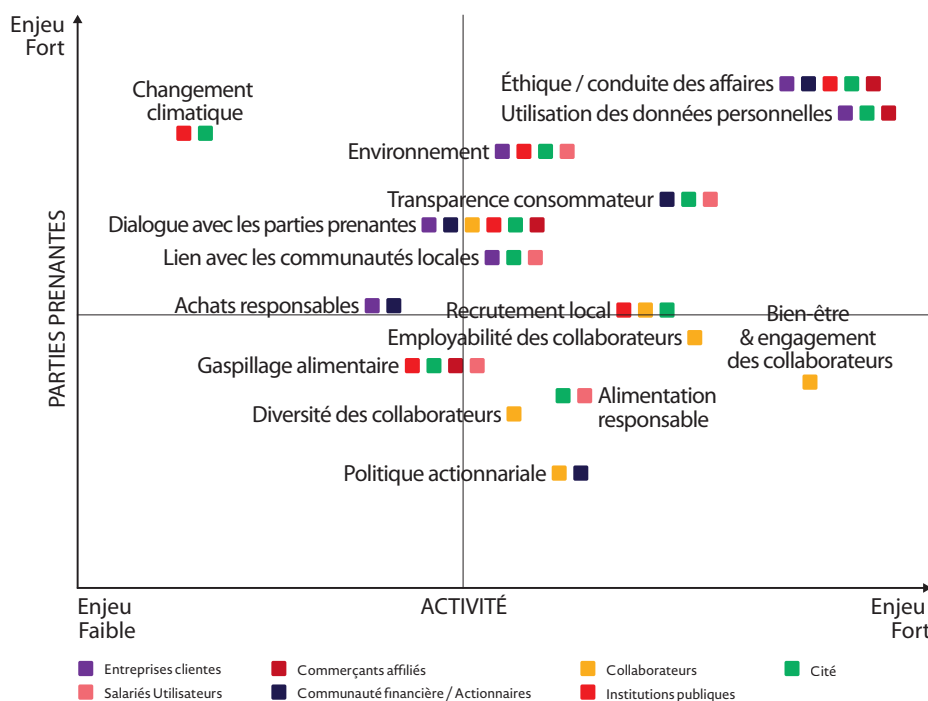 Enjeu
Fort
Changement
climatique
Éthique / conduite des affaires
Utilisation des données personnelles
Environnement
Transparence consommateur
Dialogue avec les parties prenantes
Lien avec les communautés locales
Achats responsables
Recrutement local
Bien-être
& engagement
des collaborateurs
Employabilité des collaborateurs
Gaspillage alimentaire
Alimentation
responsable
Diversité des collaborateurs
Politique actionnariale
PARTIES PRENANTES
Enjeu
Faible
ACTIVITÉ
Enjeu
Fort
Entreprises clientes
Commerçants affiliés
Collaborateurs
Cité
Salariés Utilisateurs
Communauté financière / Actionnaires
Institutions publiques